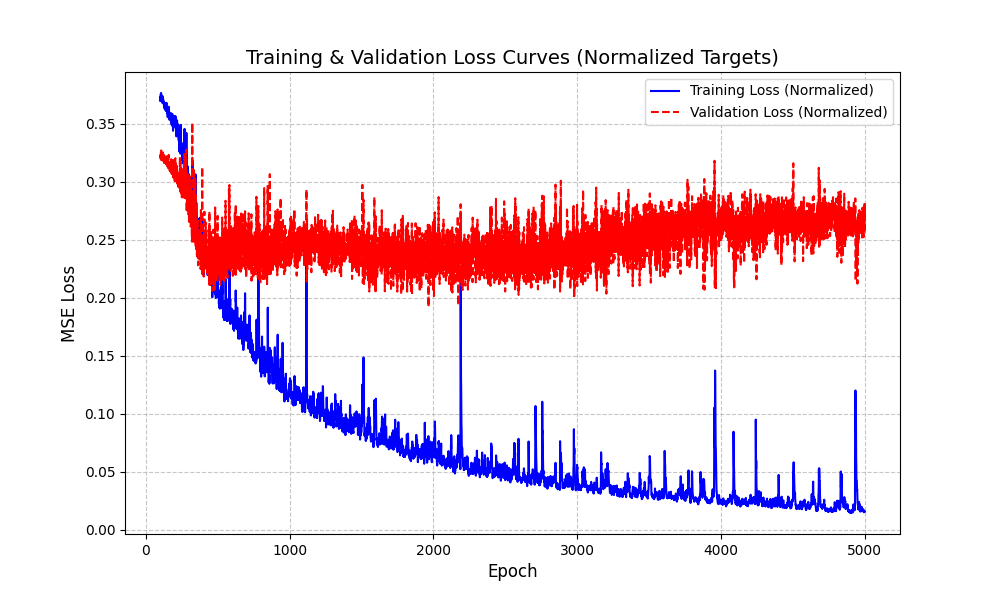 Training & Validation Loss Curves (Normalized Targets)
Training Loss (Normalized)
Validation Loss (Normalized)
MSE Loss
0.35
0.30
0.25
0.20
0.15
0.10
0.05
0.00
0 1000 2000 3000 4000 5000
Epoch